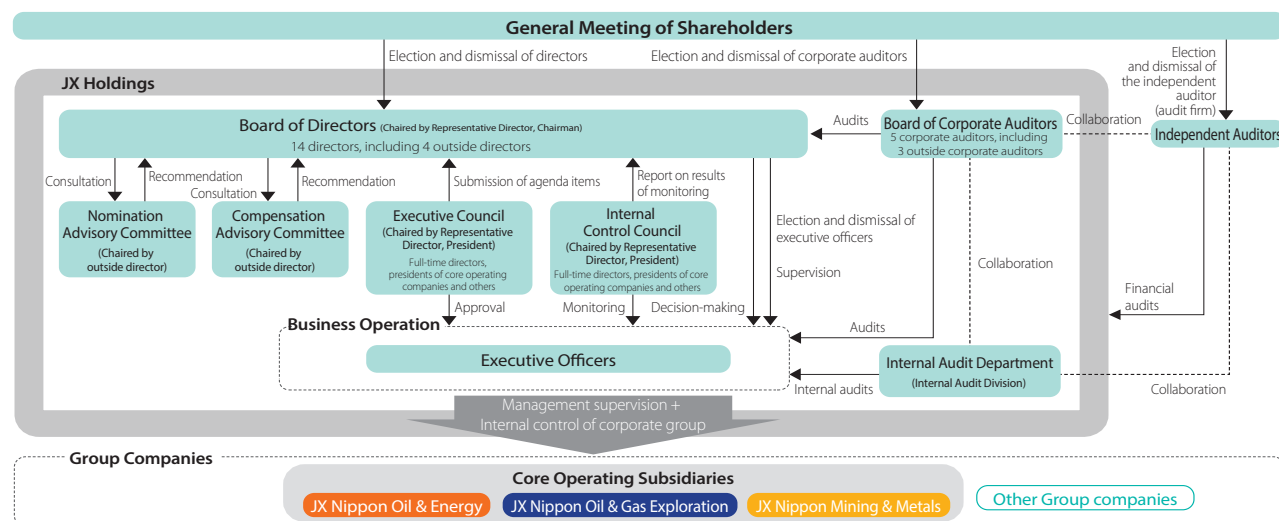 General Meeting of Shareholders
Election and dismissal of directors
Election and dismissal of corporate auditors
Election
and dismissal of
the independent
auditor
(audit firm)
JX Holdings
Board of Directors (Chaired by Representative Director, Chairman)
14 directors, including 4 outside directors
Audits
Board of Corporate Auditors
5 corporate auditors, including
3 outside corporate auditors
Collaboration
Independent Auditors
Consultation
Recommendation
Consultation
Recommendation
Submission of agenda items
Report on results
of monitoring
Nomination
Advisory Committee
(Chaired by
outside director)
Compensation
Advisory Committee
(Chaired by
outside director)
Executive Council
(Chaired by Representative
Director, President)
Full-time directors,
presidents of core operating
companies and others
Internal
Control Council
(Chaired by Representative
Director, President)
Full-time directors, presidents of core
operating companies and others
Election and dismissal of
executive officers
Supervision
Collaboration
Financial
audits
Approval
Monitoring
Decision-making
Business Operation
Audits
Executive Officers
Internal audits
Internal Audit Department
(Internal Audit Division)
Collaboration
Management supervision +
Internal control of corporate group
Group Companies
Core Operating Subsidiaries
JX Nippon Oil & Energy
JX Nippon Oil & Gas Exploration
JX Nippon Mining & Metals
Other Group companies